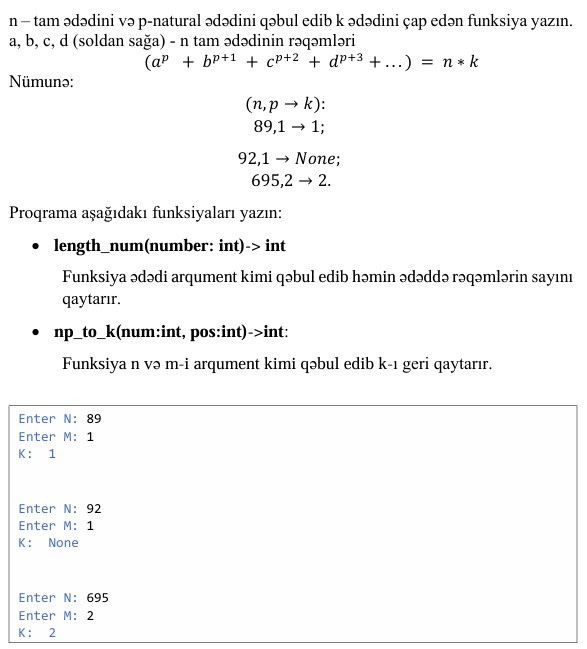 n – tam ədədini və p-natural ədədini qəbul edib k ədədini çap edən funksiya yazın.
a, b, c, d (soldan sağa) - n tam ədədinin rəqəmləri
(a^p + b^{p+1} + c^{p+2} + d^{p+3} + ...) = n * k
Nümunə:
(n, p → k):
89,1 → 1;
92,1 → None;
695,2 → 2.
Proqrama aşağıdakı funksiyaları yazın:
• length_num(number: int)-> int
Funksiya ədədi arqument kimi qəbul edib həmin ədəddə rəqəmlərin sayını
qaytarır.
• np_to_k(num:int, pos:int)->int:
Funksiya n və m-i arqument kimi qəbul edib k-ı geri qaytarır.
Enter N: 89
Enter M: 1
K:  1
Enter N: 92
Enter M: 1
K:  None
Enter N: 695
Enter M: 2
K:  2